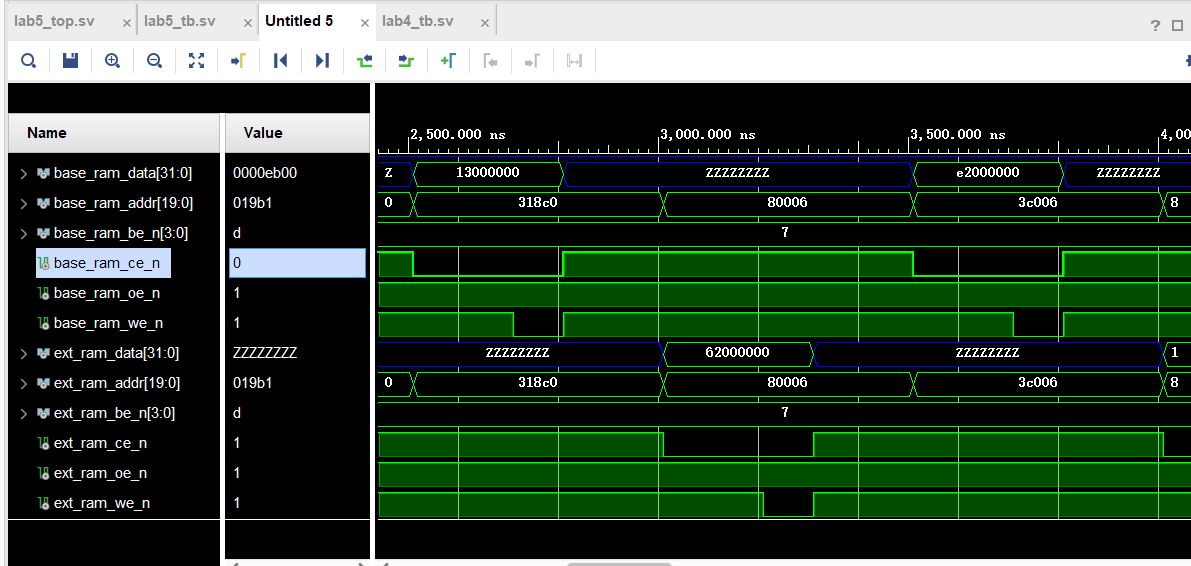 lab5_top.sv × lab5_tb.sv × Untitled 5 × lab4_tb.sv ×
?
Name Value
2,500.000 ns 3,000.000 ns 3,500.000 ns 4,00
base_ram_data[31:0] 0000eb00 Z 13000000 ZZZZZZZZ e2000000 ZZZZZZZZ
base_ram_addr[19:0] 019b1 0 318c0 80006 3c006 8
base_ram_be_n[3:0] d 7
base_ram_ce_n 0
base_ram_oe_n 1
base_ram_we_n 1
ext_ram_data[31:0] ZZZZZZZZ ZZZZZZZZ 62000000 ZZZZZZZZ 1
ext_ram_addr[19:0] 019b1 0 318c0 80006 3c006 8
ext_ram_be_n[3:0] d 7
ext_ram_ce_n 1
ext_ram_oe_n 1
ext_ram_we_n 1